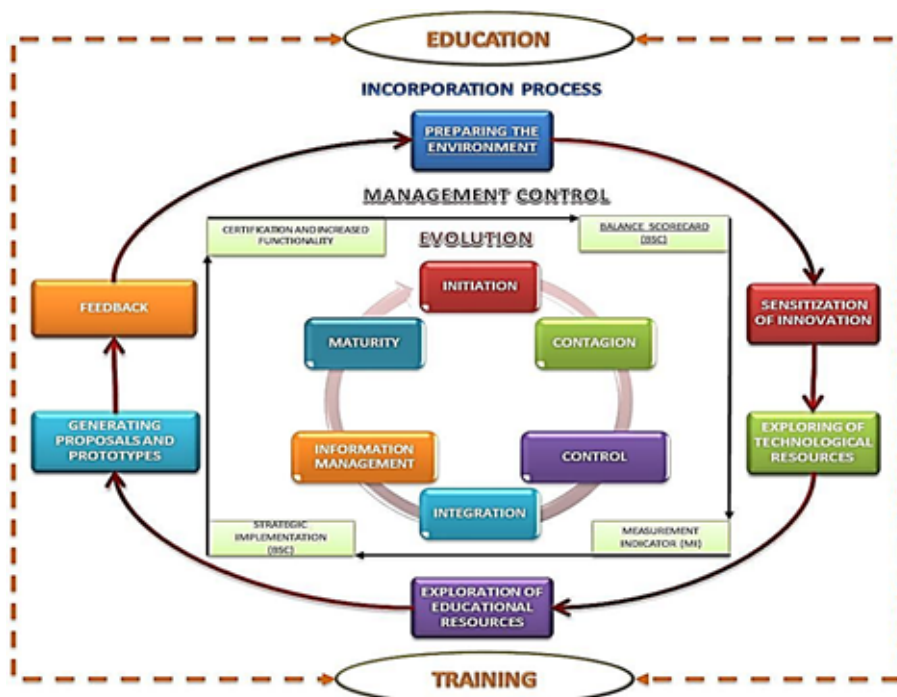 EDUCATION
INCORPORATION PROCESS
PREPARING THE
ENVIRONMENT
MANAGEMENT CONTROL
CERTIFICATION AND INCREASED
FUNCTIONALITY
BALANCE SCORECARD
(BSC)
EVOLUTION
INITIATION
FEEDBACK
SENSITIZATION
OF INNOVATION
MATURITY
CONTAGION
GENERATING
PROPOSALS AND
PROTOTYPES
EXPLORING OF
TECHNOLOGICAL
RESOURCES
INFORMATION
MANAGEMENT
CONTROL
INTEGRATION
STRATEGIC
IMPLEMENTATION
(BSC)
MEASUREMENT
INDICATOR (MI)
EXPLORATION OF
EDUCATIONAL
RESOURCES
TRAINING